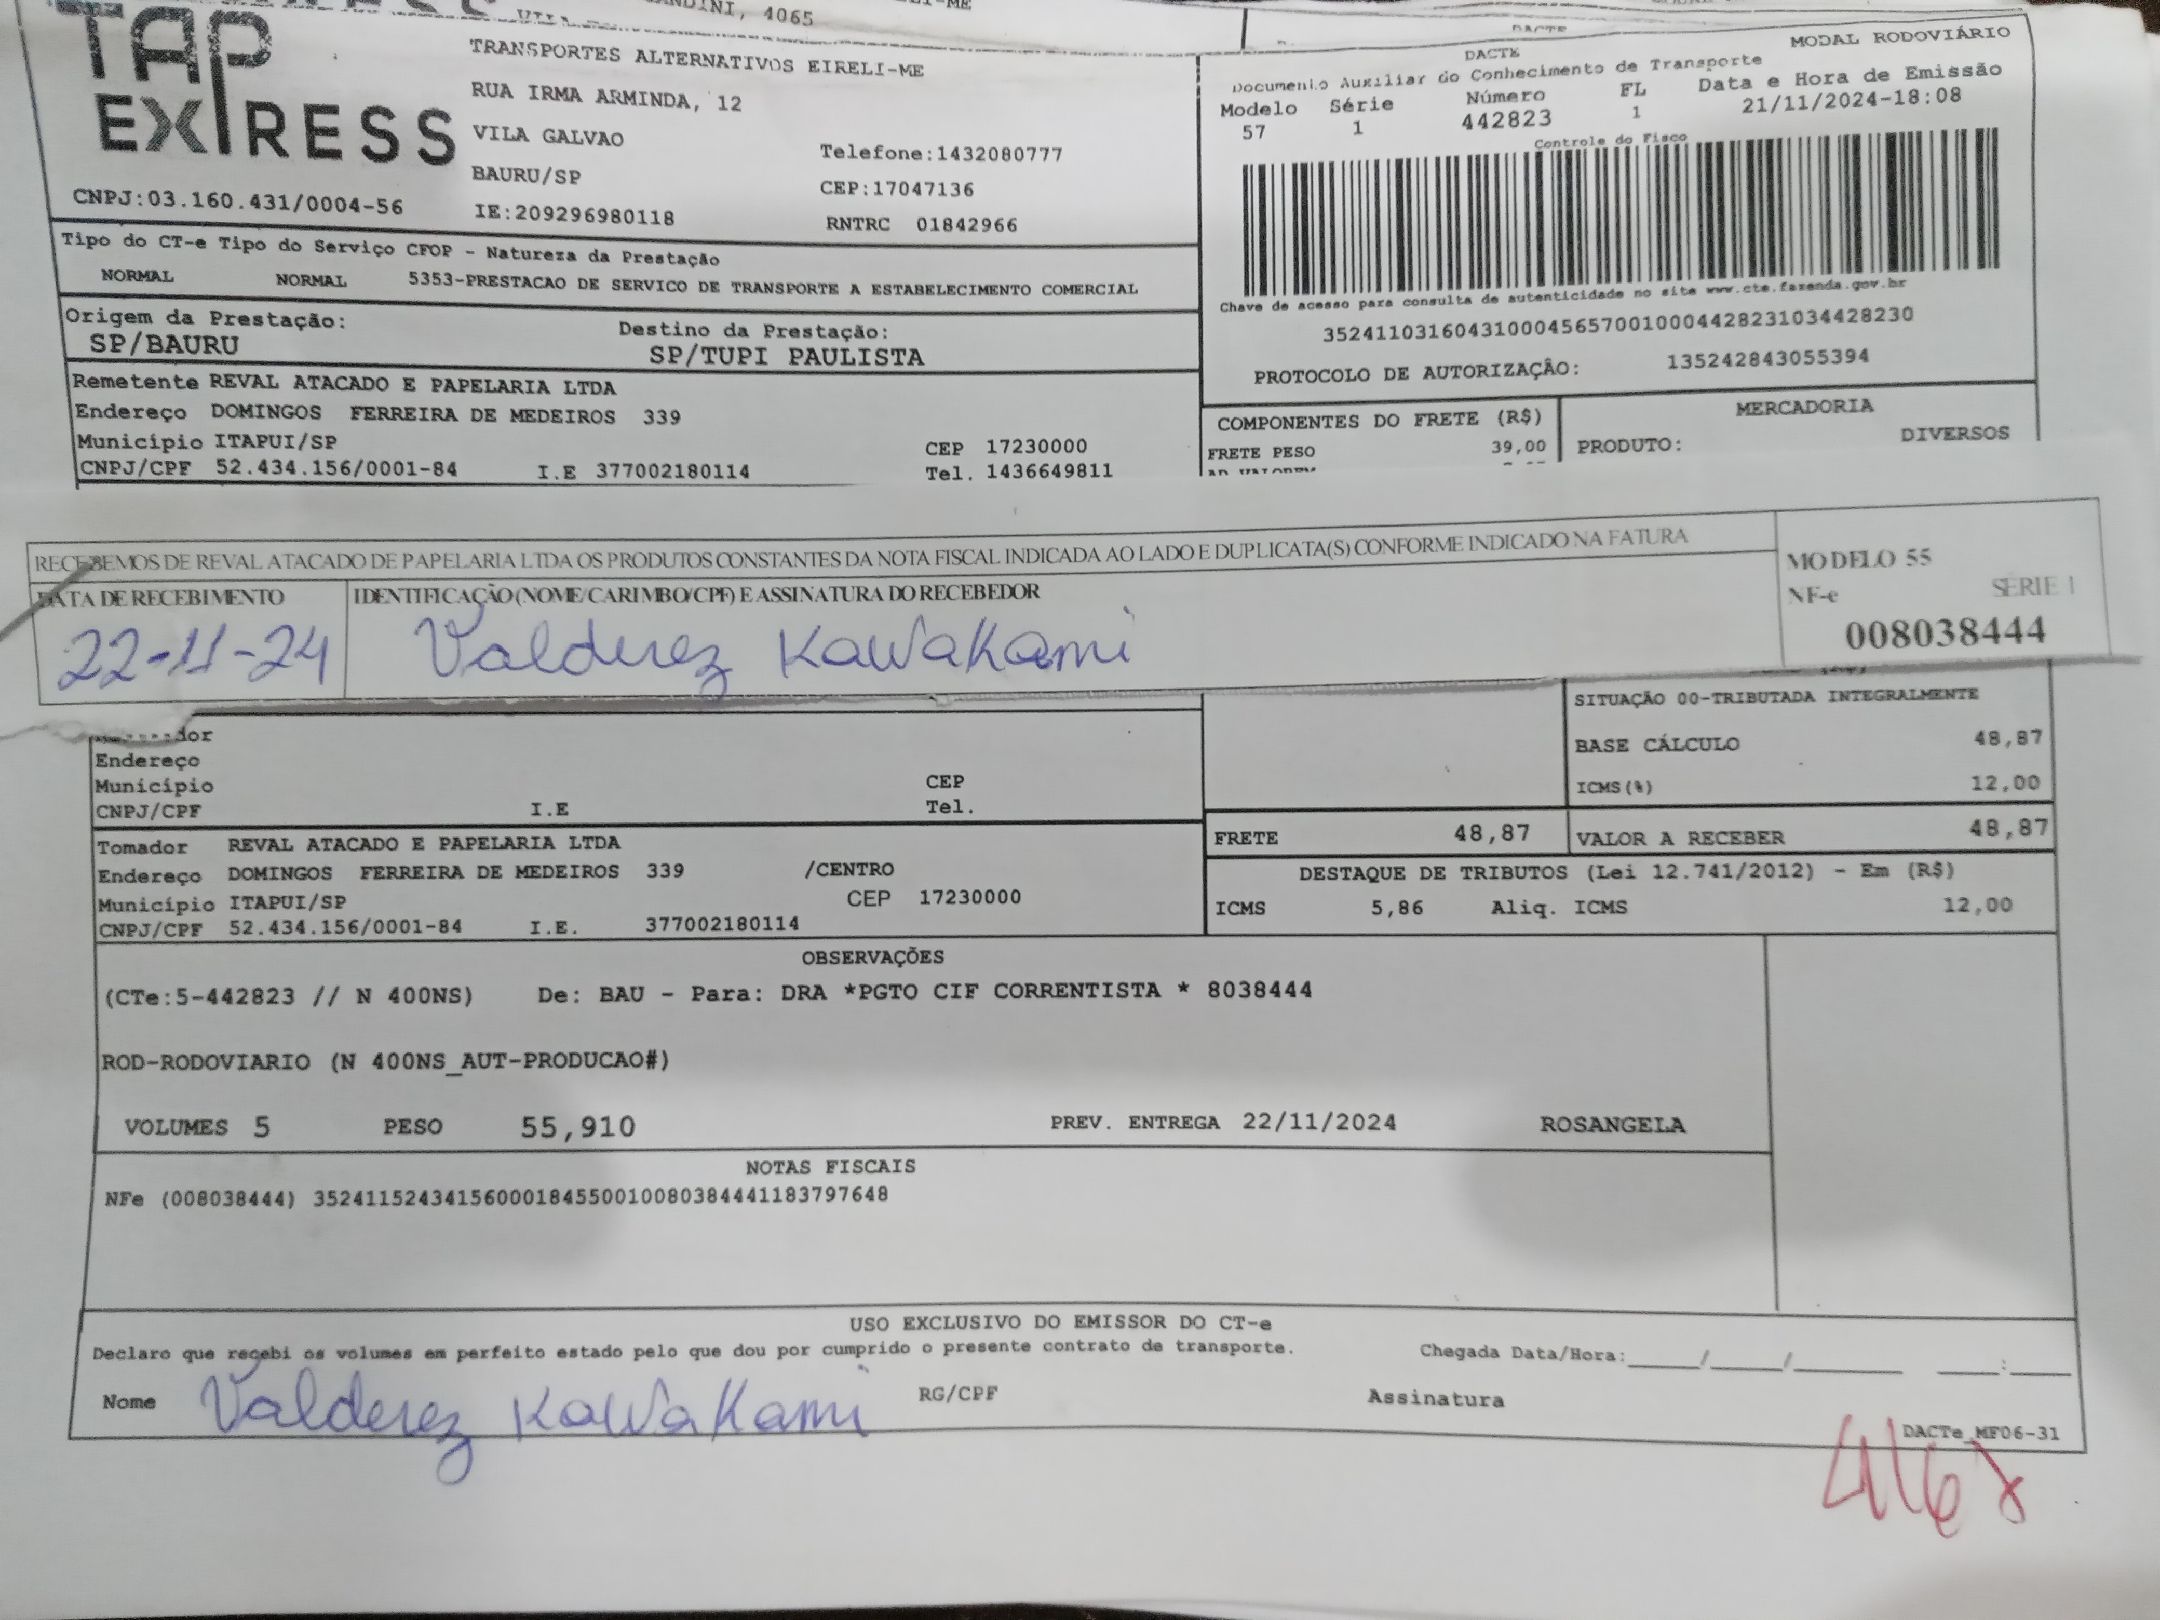 4065
TAP
EXPRESS
CNPJ:03.160.431/0004-56
TRANSPORTES ALTERNATIVOS EIRELI-ME
RUA IRMA ARMINDA, 12
VILA GALVAO
Telefone:1432080777
BAURU/SP
CEP:17047136
IE:209296980118
RNTRC 01842966
DACTE
MODAL RODOVIÁRIO
Documento Auxiliar do Conhecimento de Transporte
Modelo Série Número FL Data e Hora de Emissão
57 1 442823 1 21/11/2024-18:08
Controle do Fisco
Chave de acesso para consulta de autenticidade no site www.cte.fazenda.gov.br
35241103160431000456570010004428231034428230
PROTOCOLO DE AUTORIZAÇÃO: 135242843055394
Tipo do CT-e Tipo do Serviço CFOP - Natureza da Prestação
NORMAL NORMAL 5353-PRESTACAO DE SERVICO DE TRANSPORTE A ESTABELECIMENTO COMERCIAL
Origem da Prestação: Destino da Prestação:
SP/BAURU SP/TUPI PAULISTA
Remetente REVAL ATACADO E PAPELARIA LTDA
Endereço DOMINGOS FERREIRA DE MEDEIROS 339
Município ITAPUI/SP CEP 17230000
CNPJ/CPF 52.434.156/0001-84 I.E 377002180114 Tel. 1436649811
COMPONENTES DO FRETE (R$)
FRETE PESO 39,00
MERCADORIA
PRODUTO: DIVERSOS
RECEBEMOS DE REVAL ATACADO DE PAPELARIA LTDA OS PRODUTOS CONSTANTES DA NOTA FISCAL INDICADA AO LADO E DUPLICATA(S) CONFORME INDICADO NA FATURA
DATA DE RECEBIMENTO IDENTIFICAÇÃO (NOME/CARIMBO/CPF) E ASSINATURA DO RECEBEDOR
22-11-24 Valderez Kawakami
MODELO 55
NF-e SÉRIE 1
008038444
SITUAÇÃO 00-TRIBUTADA INTEGRALMENTE
BASE CÁLCULO 48,87
ICMS(%) 12,00
Endereço
Município CEP
CNPJ/CPF I.E Tel.
FRETE 48,87 VALOR A RECEBER 48,87
Tomador REVAL ATACADO E PAPELARIA LTDA
Endereço DOMINGOS FERREIRA DE MEDEIROS 339 /CENTRO
Município ITAPUI/SP CEP 17230000
CNPJ/CPF 52.434.156/0001-84 I.E. 377002180114
DESTAQUE DE TRIBUTOS (Lei 12.741/2012) - Em (R$)
ICMS 5,86 Aliq. ICMS 12,00
OBSERVAÇÕES
(CTe:5-442823 // N 400NS) De: BAU - Para: DRA *PGTO CIF CORRENTISTA * 8038444
ROD-RODOVIARIO (N 400NS_AUT-PRODUCAO#)
VOLUMES 5 PESO 55,910 PREV. ENTREGA 22/11/2024 ROSANGELA
NOTAS FISCAIS
NFe (008038444) 35241152434156000184550010080384441183797648
USO EXCLUSIVO DO EMISSOR DO CT-e
Declaro que recebi os volumes em perfeito estado pelo que dou por cumprido o presente contrato de transporte. Chegada Data/Hora:____/____/______ ____:____
Nome Valderez Kawakami RG/CPF Assinatura
DACTe_MF06-31